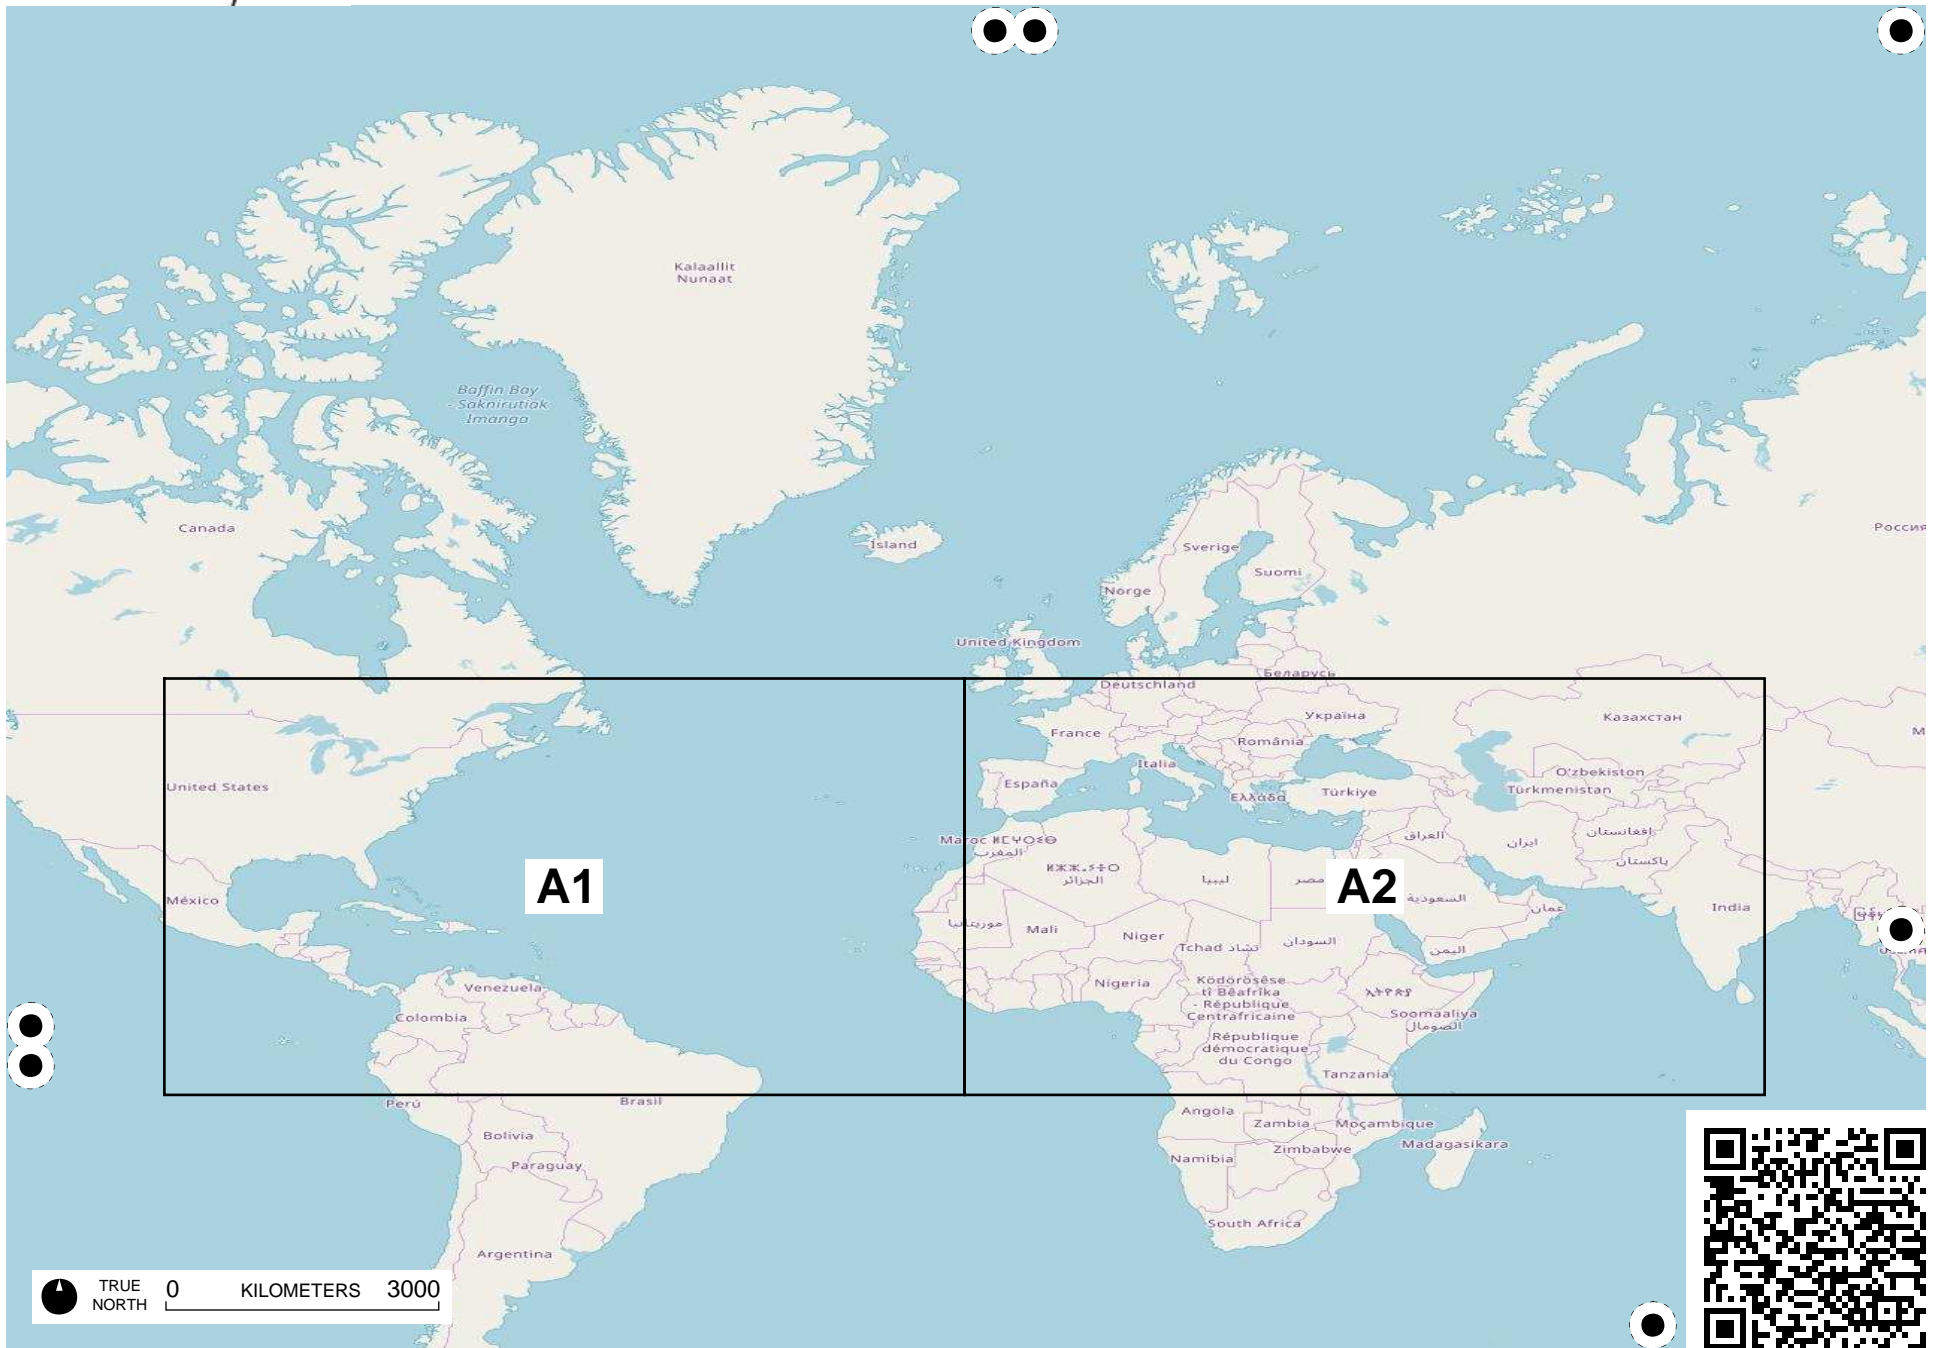 Kalaallit
Nunaat
Baffin Bay
- Saknirutiak
Imanga
Canada
Ísland
Sverige
Suomi
Norge
Россия
United Kingdom
Беларусь
Deutschland
Україна
Казахстан
France
România
Italia
España
Ελλάδα
Türkiye
O'zbekiston
Türkmenistan
United States
العراق
ایران
افغانستان
پاکستان
المغرب
Maroc
الجزائر
ليبيا
مصر
السعودية
عمان
اليمن
India
México
A1
A2
موريتانيا
Mali
Niger
Tchad تشاد
السودان
Nigeria
Ködörösêse
tî Bêafrîka
- République
Centrafricaine
Soomaaliya
الصومال
Venezuela
Colombia
République
démocratique
du Congo
Tanzania
Perú
Brasil
Angola
Zambia
Moçambique
Bolivia
Zimbabwe
Madagasikara
Namibia
Paraguay
South Africa
Argentina
TRUE
NORTH
0 KILOMETERS 3000